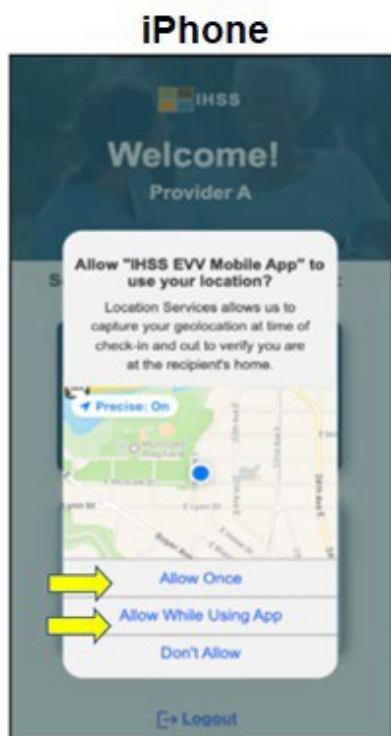 iPhone
IHSS
Welcome!
Provider A
Allow "IHSS EVV Mobile App" to
use your location?
Location Services allows us to
capture your geolocation at time of
check-in and out to verify you are
at the recipient's home.
Precise: On
E Lynn St
Allow Once
Allow While Using App
Don't Allow
Logout